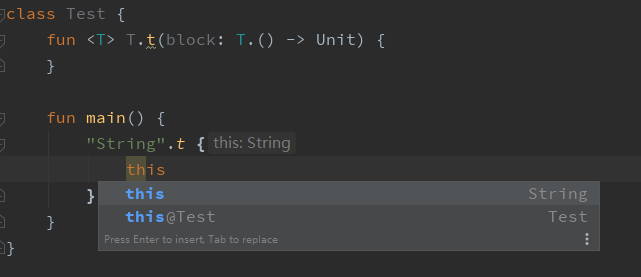 class Test {
fun <T> T.t(block: T.() -> Unit) {
}
fun main() {
"String".t { this: String
this
}
this String
this@Test Test
Press Enter to insert, Tab to replace
}
}